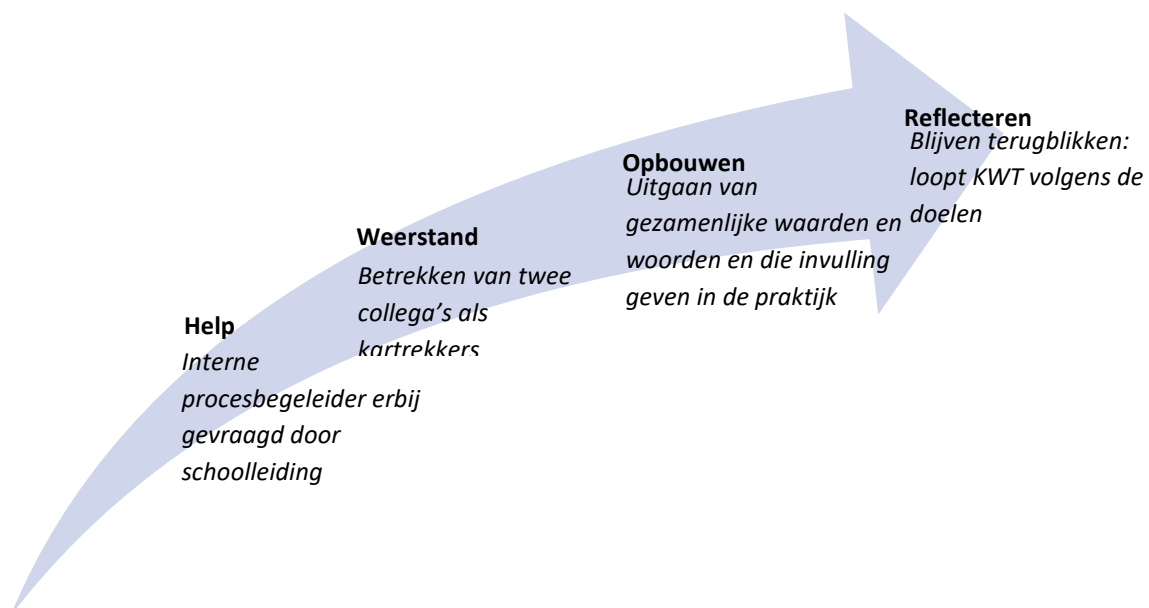 Help
Interne
procesbegeleider erbij
gevraagd door
schoolleiding
Weerstand
Betrekken van twee
collega's als
kartrekkers
Opbouwen
Uitgaan van
gezamenlijke waarden en
woorden en die invulling
geven in de praktijk
Reflecteren
Blijven terugblikken:
loopt KWT volgens de
doelen